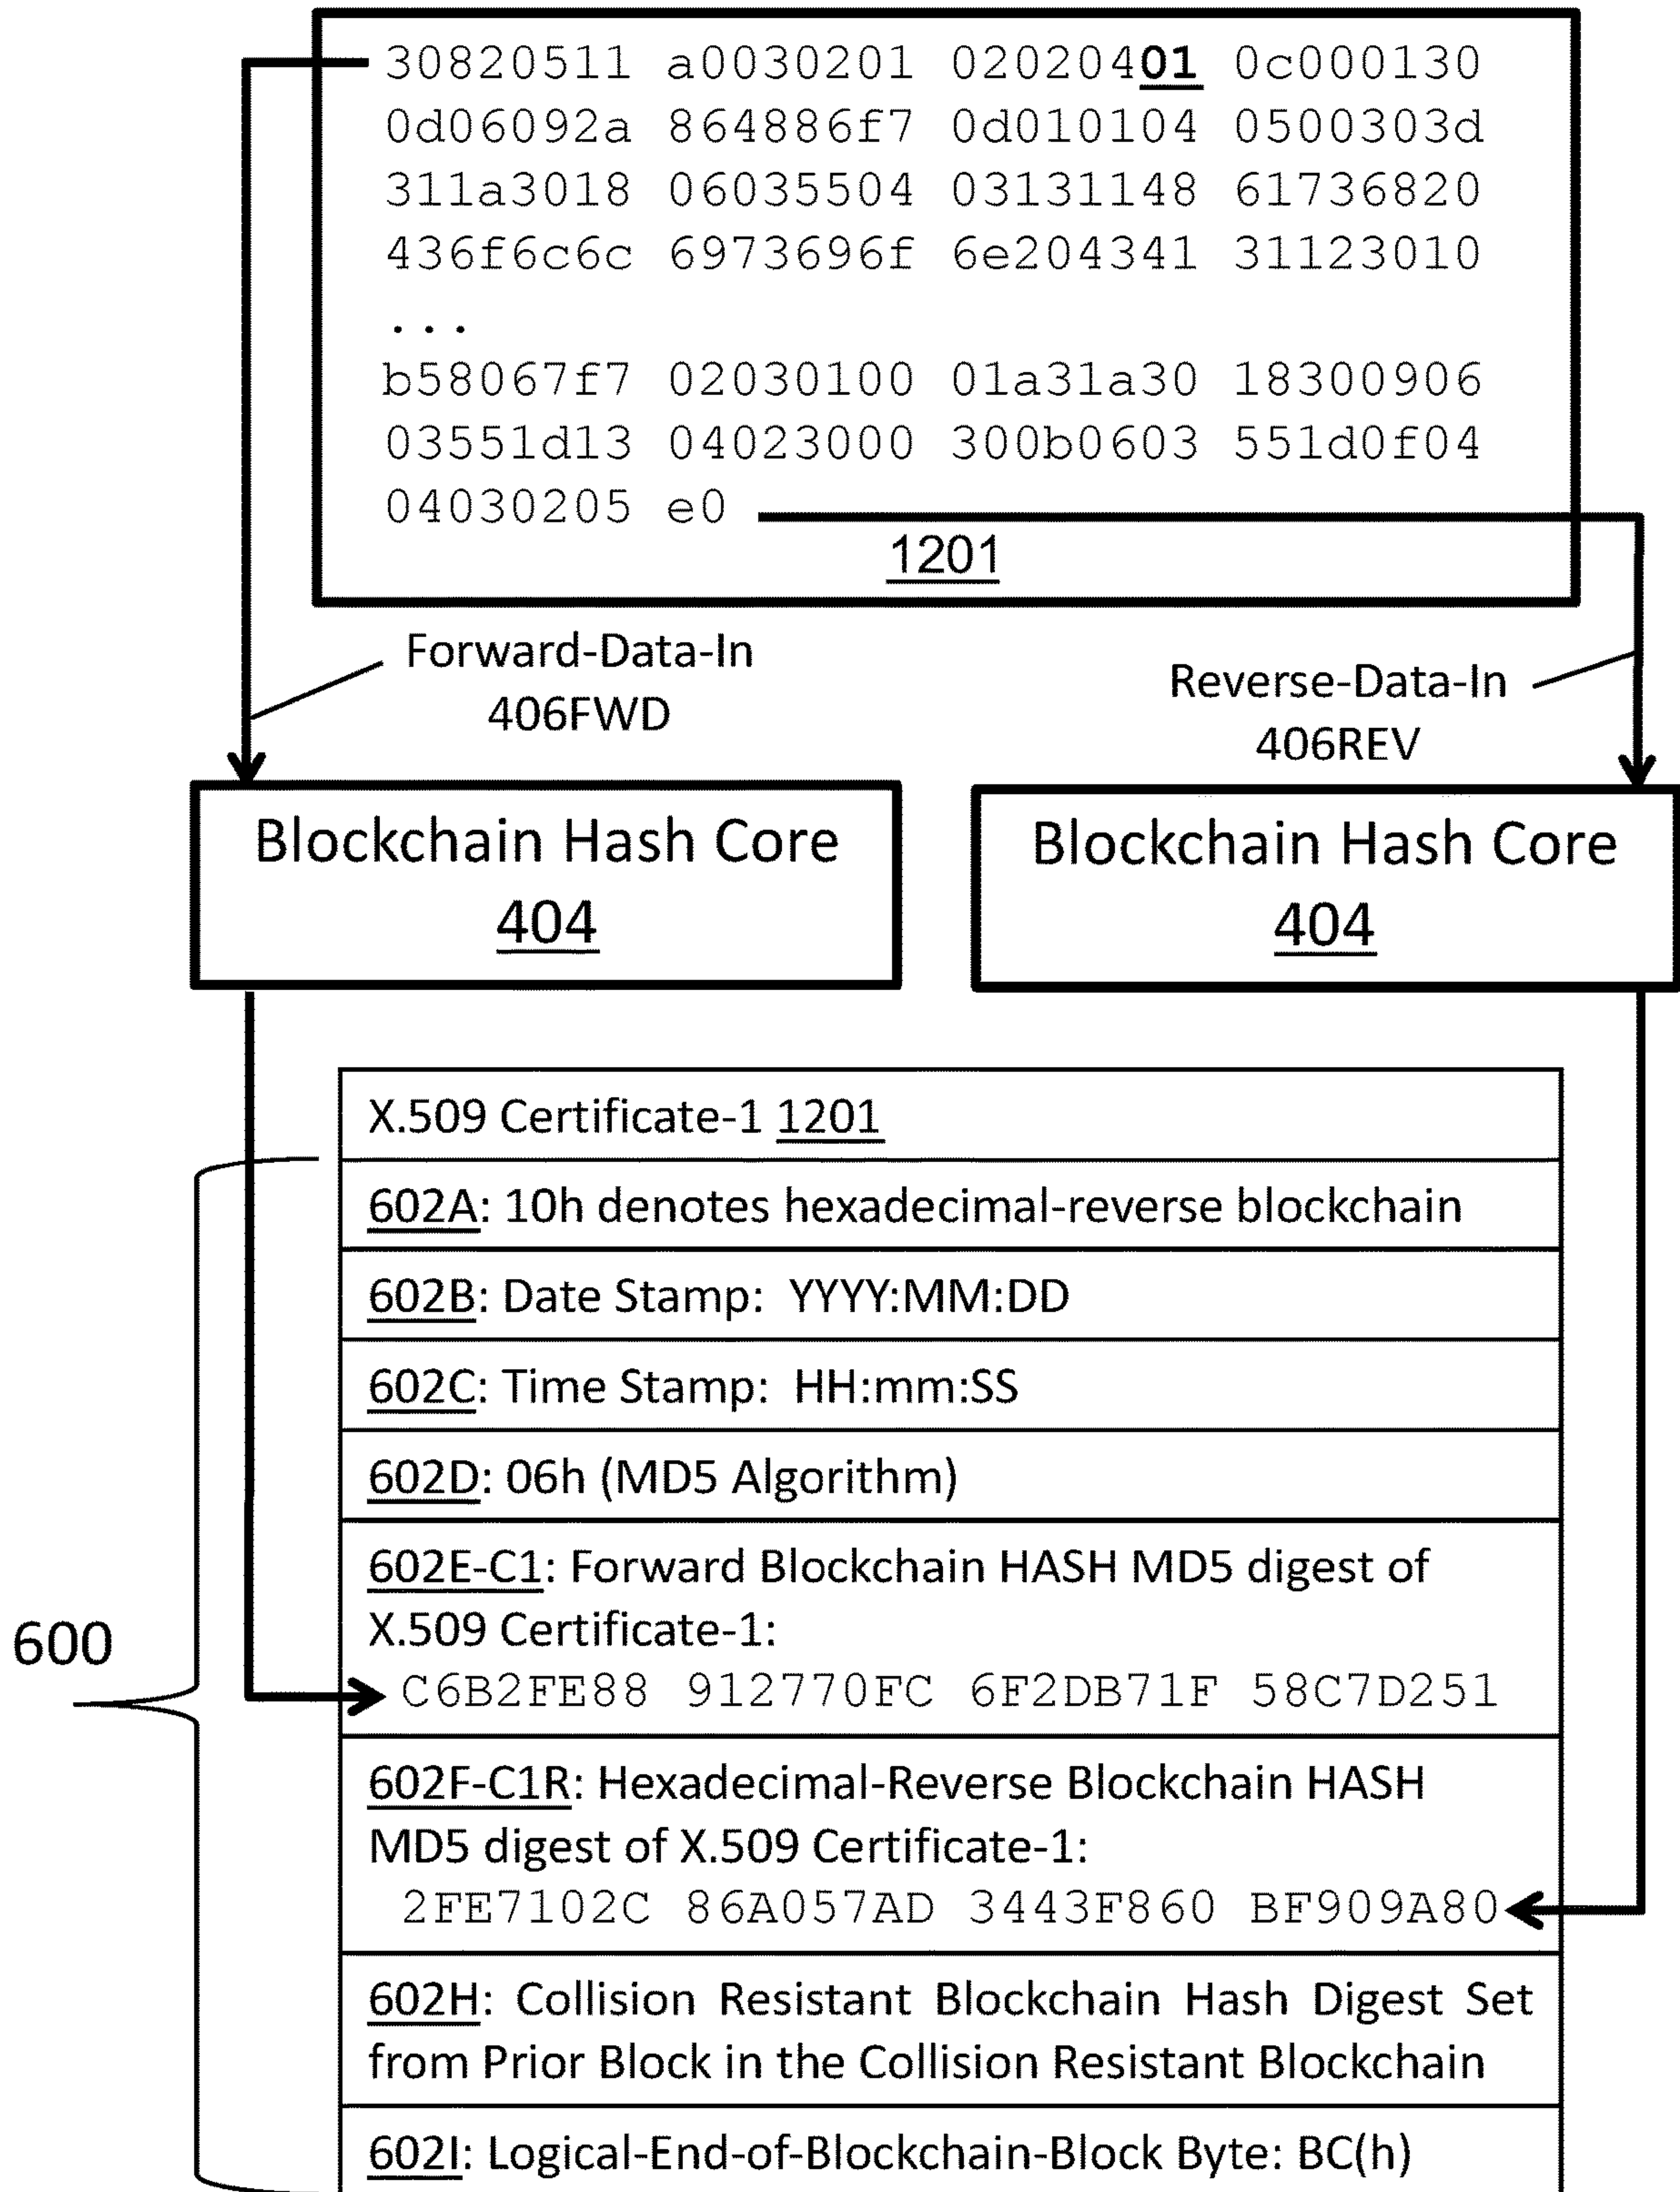 30820511 a0030201 02020401 0c000130
0d06092a 864886f7 0d010104 0500303d
311a3018 06035504 03131148 61736820
436f6c6c 6973696f 6e204341 31123010
...
b58067f7 02030100 01a31a30 18300906
03551d13 04023000 300b0603 551d0f04
04030205 e0
1201
Forward-Data-In
406FWD
Reverse-Data-In
406REV
Blockchain Hash Core
404
Blockchain Hash Core
404
X.509 Certificate-1 1201
602A: 10h denotes hexadecimal-reverse blockchain
602B: Date Stamp: YYYY:MM:DD
602C: Time Stamp: HH:mm:SS
602D: 06h (MD5 Algorithm)
602E-C1: Forward Blockchain HASH MD5 digest of
X.509 Certificate-1:
C6B2FE88 912770FC 6F2DB71F 58C7D251
600
602F-C1R: Hexadecimal-Reverse Blockchain HASH
MD5 digest of X.509 Certificate-1:
2FE7102C 86A057AD 3443F860 BF909A80
602H: Collision Resistant Blockchain Hash Digest Set
from Prior Block in the Collision Resistant Blockchain
602I: Logical-End-of-Blockchain-Block Byte: BC(h)